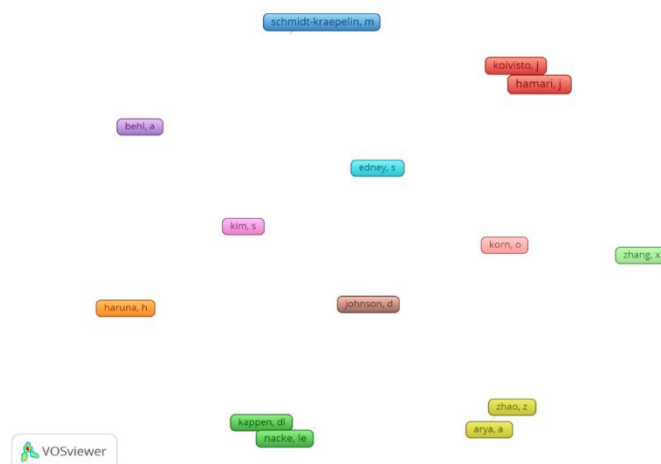 schmidt-kraepelin, m
koivisto, j
hamari, j
behl, a
edney, s
kim, s
korn, o
zhang, x
haruna, h
johnson, d
zhao, z
kappen, dl
arya, a
nacke, le
VOSviewer